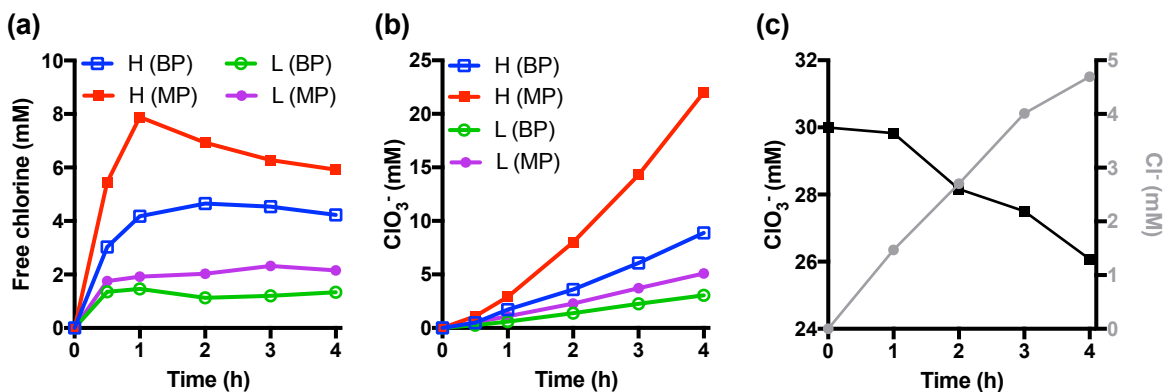 (a)
Free chlorine (mM)
10
8
6
4
2
0
H (BP)
L (BP)
H (MP)
L (MP)
0 1 2 3 4
Time (h)
(b)
ClO₃⁻ (mM)
25
20
15
10
5
0
H (BP)
H (MP)
L (BP)
L (MP)
0 1 2 3 4
Time (h)
(c)
ClO₃⁻ (mM)
32
30
28
26
24
5
4
3
2
1
0
Cl⁻ (mM)
0 1 2 3 4
Time (h)